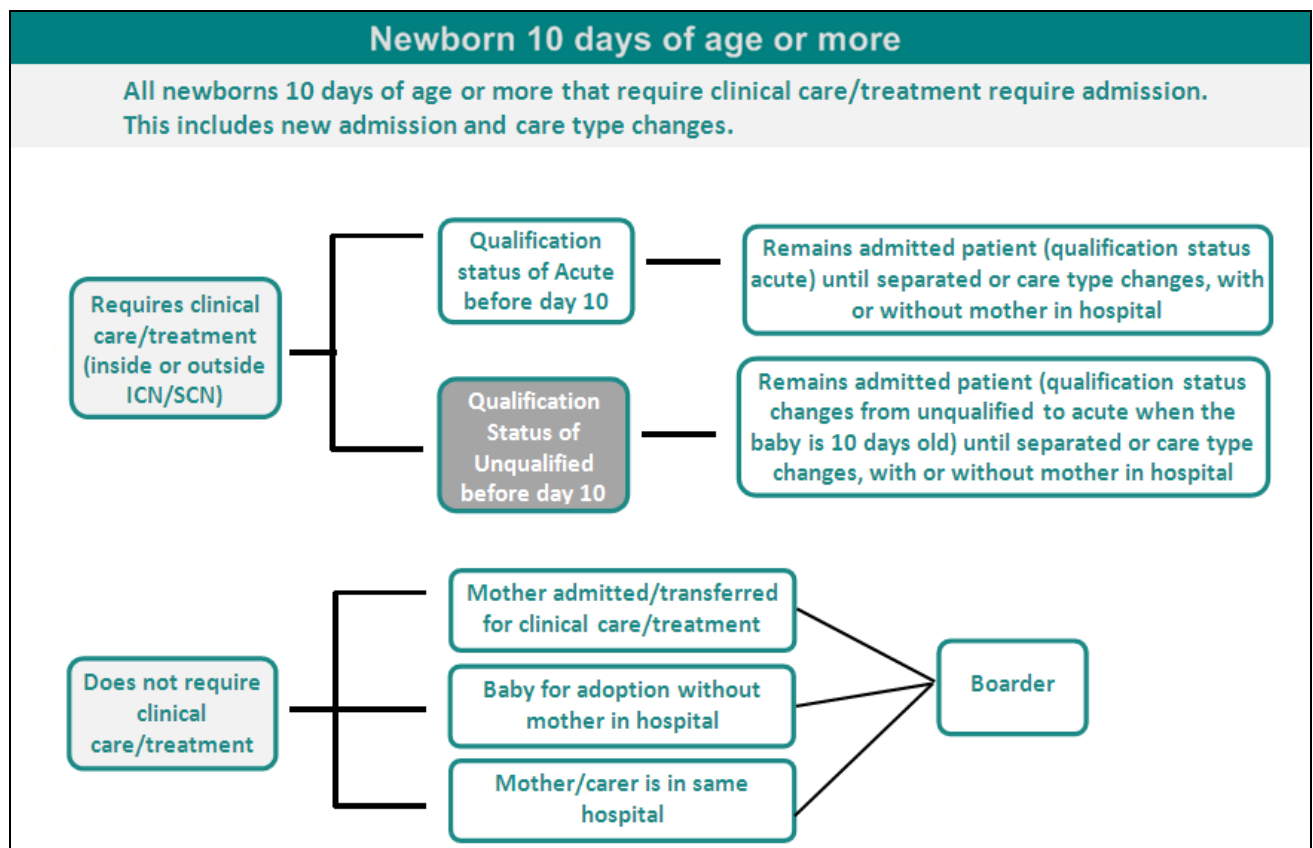 Newborn 10 days of age or more
All newborns 10 days of age or more that require clinical care/treatment require admission.
This includes new admission and care type changes.
Requires clinical
care/treatment
(inside or outside
ICN/SCN)
Qualification
status of Acute
before day 10
Remains admitted patient (qualification status
acute) until separated or care type changes, with
or without mother in hospital
Qualification
Status of
Unqualified
before day 10
Remains admitted patient (qualification status
changes from unqualified to acute when the
baby is 10 days old) until separated or care type
changes, with or without mother in hospital
Does not require
clinical
care/treatment
Mother admitted/transferred
for clinical care/treatment
Baby for adoption without
mother in hospital
Mother/carer is in same
hospital
Boarder